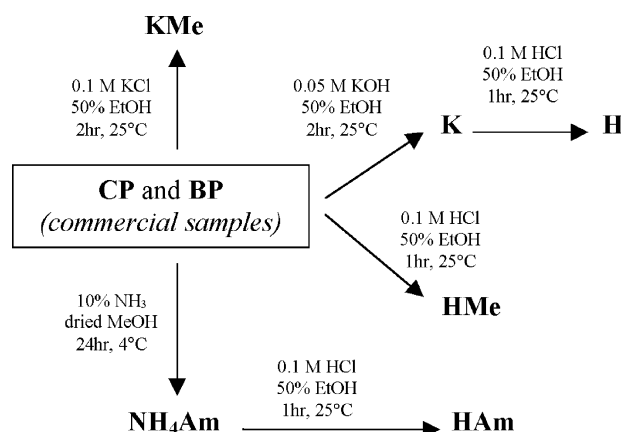 KMe
0.1 M KCl
50% EtOH
2hr, 25°C
0.05 M KOH
50% EtOH
2hr, 25°C
K
0.1 M HCl
50% EtOH
1hr, 25°C
H
CP and BP
(commercial samples)
0.1 M HCl
50% EtOH
1hr, 25°C
HMe
10% NH₃
dried MeOH
24hr, 4°C
NH₄Am
0.1 M HCl
50% EtOH
1hr, 25°C
HAm